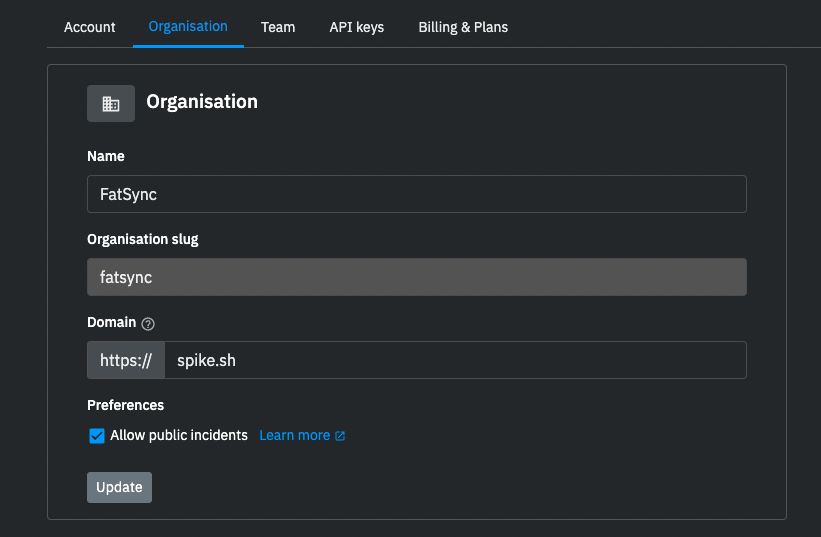 Account Organisation Team API keys Billing & Plans
Organisation
Name
FatSync
Organisation slug
fatsync
Domain
https:// spike.sh
Preferences
Allow public incidents Learn more
Update